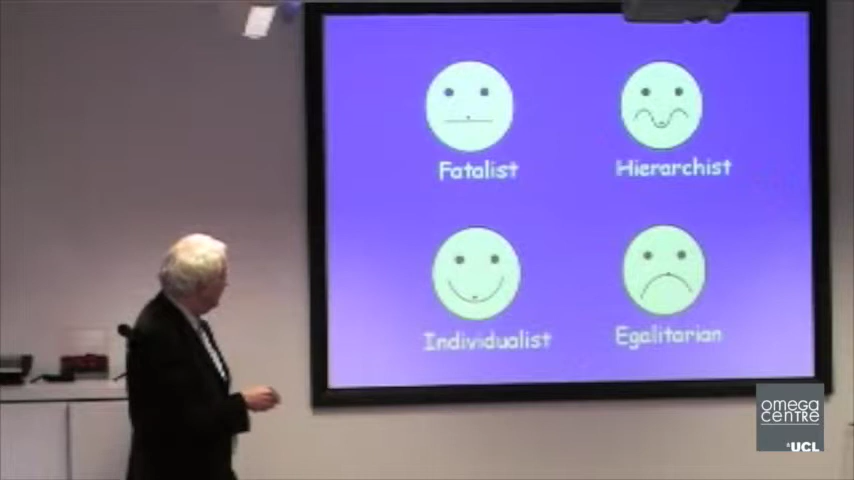 Fatalist
Hierarchist
Individualist
Egalitarian
omega
centre
UCL